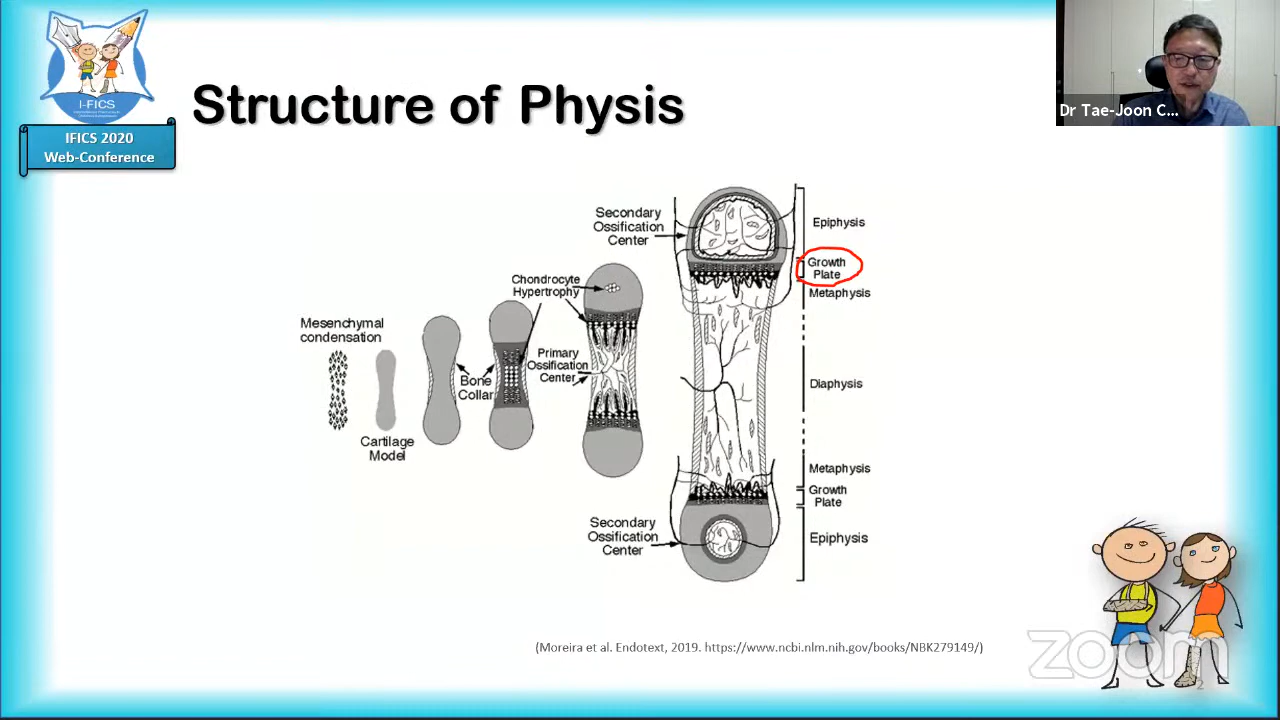 I-FICS
IFICS 2020
Web-Conference
Structure of Physis
Dr Tae-Joon C...
Mesenchymal
condensation
Cartilage
Model
Bone
Collar
Chondrocyte
Hypertrophy
Primary
Ossification
Center
Secondary
Ossification
Center
Secondary
Ossification
Center
Epiphysis
Growth
Plate
Metaphysis
Diaphysis
Metaphysis
Growth
Plate
Epiphysis
(Moreira et al. Endotext, 2019. https://www.ncbi.nlm.nih.gov/books/NBK279149/)
zoom
2